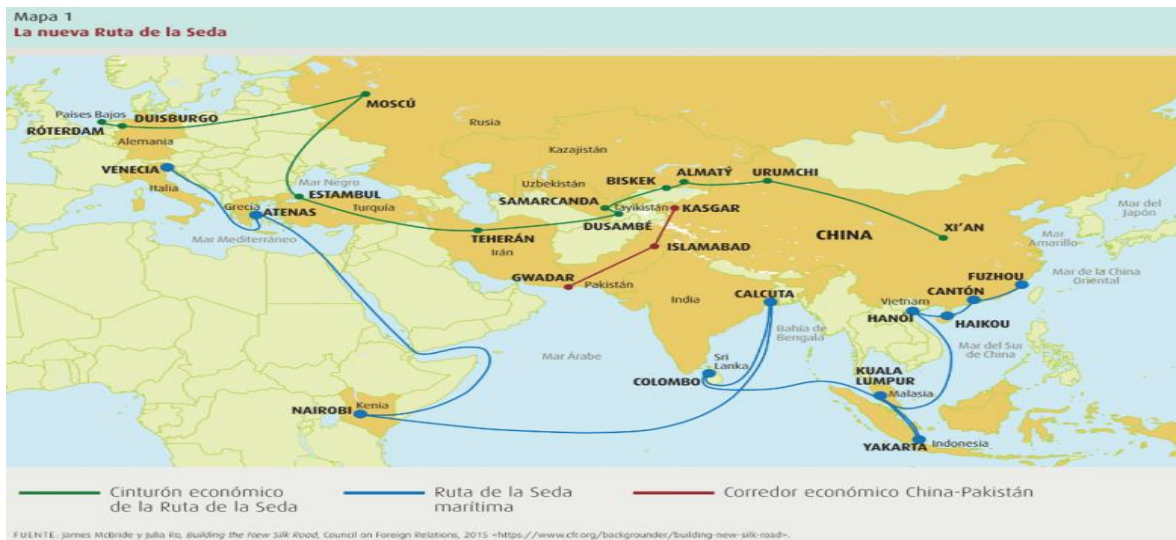 Mapa 1
La nueva Ruta de la Seda
MOSCÚ
Países Bajos
DUISBURGO
RÓTERDAM
Alemania
Rusia
Kazajistán
VENECIA
Italia
Mar Negro
ESTAMBUL
Grecia
ATENAS
Turquía
Mar Mediterráneo
Uzbekistán
BISKEK
ALMATÝ
URUMCHI
SAMARCANDA
Tayikistán
KASGAR
DUSAMBÉ
TEHERÁN
Irán
ISLAMABAD
CHINA
XI'AN
Mar del
Japón
Mar
Amarillo
GWADAR
Pakistán
FUZHOU
Mar de la China
Oriental
India
CALCUTA
CANTÓN
Vietnam
HANÓI
HAIKOU
Bahía de
Bengala
Mar del Sur
de China
Mar Árabe
Sri
Lanka
COLOMBO
KUALA
LUMPUR
Malasia
NAIROBI
Kenia
YAKARTA
Indonesia
Cinturón económico
de la Ruta de la Seda
Ruta de la Seda
marítima
Corredor económico China-Pakistán
FUENTE: James McBride y Julia Ro, Building the New Silk Road, Council on Foreign Relations, 2015 <https://www.cfr.org/backgrounder/building-new-silk-road>.